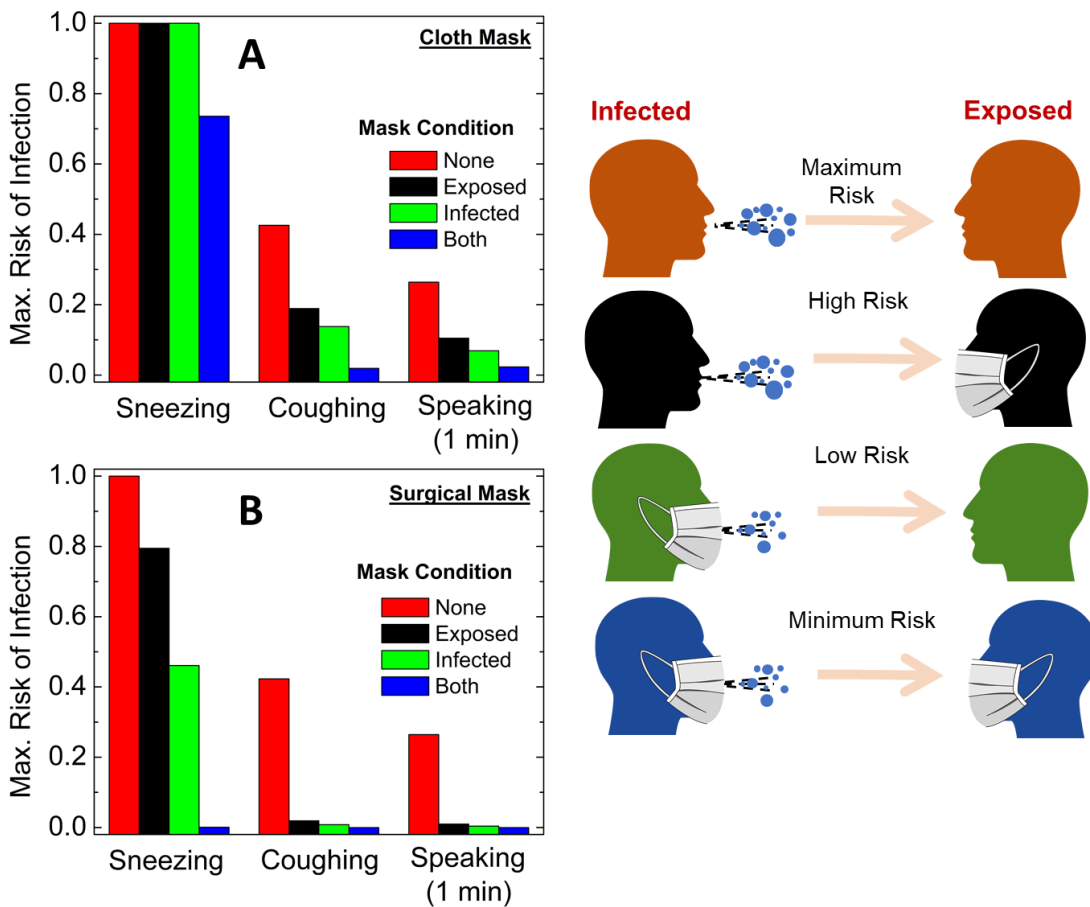 A
Cloth Mask
Max. Risk of Infection
1.0
0.8
0.6
0.4
0.2
0.0
Mask Condition
None
Exposed
Infected
Both
Sneezing
Coughing
Speaking
(1 min)
B
Surgical Mask
Max. Risk of Infection
1.0
0.8
0.6
0.4
0.2
0.0
Mask Condition
None
Exposed
Infected
Both
Sneezing
Coughing
Speaking
(1 min)
Infected
Exposed
Maximum
Risk
High Risk
Low Risk
Minimum Risk